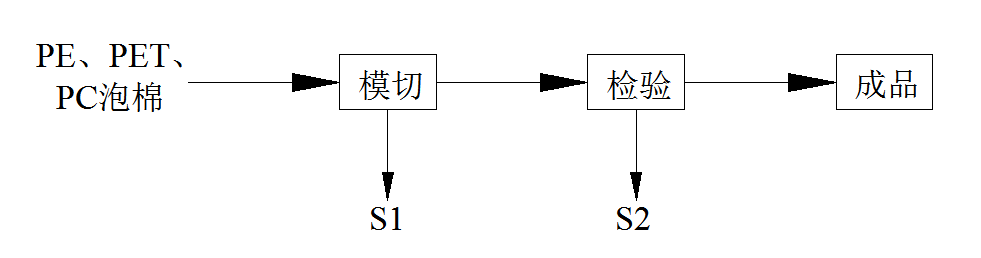 PE、PET、
PC泡棉
模切
检验
成品
S1
S2